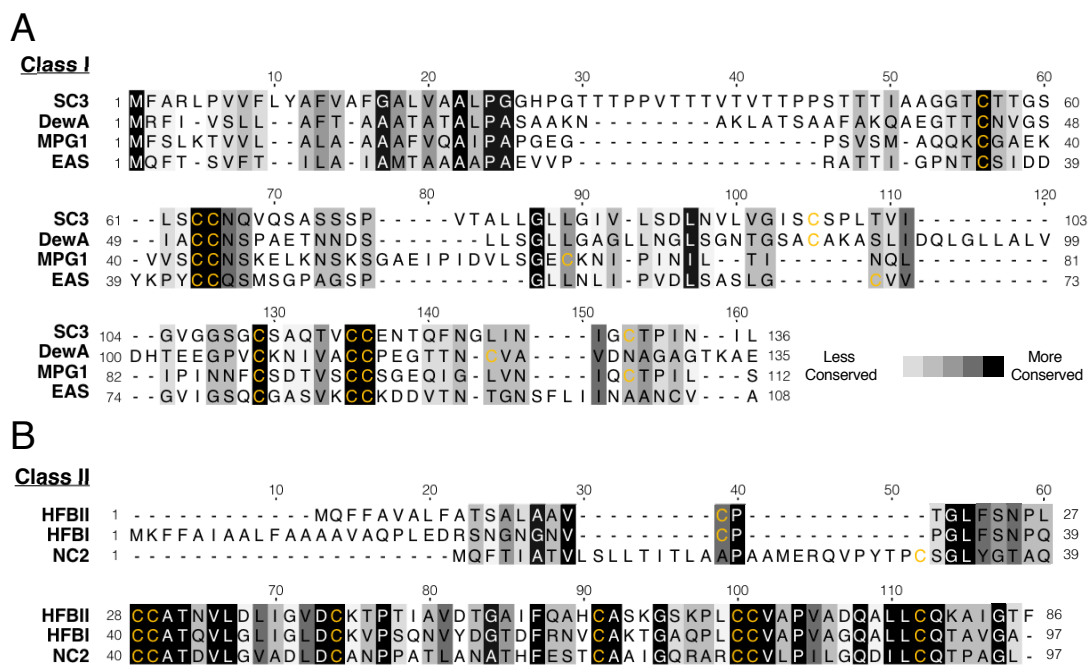 A
Class I
10 20 30 40 50 60
SC3 1 MFARLPVVFLYAFVAFGALVAALPGGHPGTTTPPVTTTVTVTTPPSTTTIAAGGTCTTGS 60
DewA 1 MRFI-VSLL--AFT-AAATATALPASAAKN--------AKLATSAAFAKQAEGTTCNVGS 48
MPG1 1 MFSLKTVVL--ALA-AAAFVQAIPAPGEG----------------PVSVM-AQQKCGAEK 40
EAS 1 MQFT-SVFT--ILA-IAMTAAAAPAEVVP----------------RATTI-GPNTCSIDD 39
70 80 90 100 110 120
SC3 61 --LSCCNQVQSASSSP-----VTALLGLLGIV-LSDLNVLVGISCSPLTVI--------- 103
DewA 49 --IACCNSPAETNNDS-------LLSGLLGAGLLNGLSGNTGSACAKASLIDQLGLLALV 99
MPG1 40 -VVSCCNSKELKNSKSGAEIPIDVLSGECKNI-PINIL--TI------NQL--------- 81
EAS 39 YKPYCCQSMSGPAGSP----------GLLNLI-PVDLSASLG------CVV--------- 73
130 140 150 160
SC3 104 --GVGGSGCSAQTVCCENTQFNGLIN----IGCTPIN--IL 136
DewA 100 DHTEEGPVCKNIVACCPEGTTN-CVA----VDNAGAGTKAE 135
MPG1 82 --IPINNFCSDTVSCCSGEQIG-LVN----IQCTPIL---S 112
EAS 74 --GVIGSQCGASVKCCKDDVTN-TGNSFLIINAANCV---A 108
Less Conserved
More Conserved
B
Class II
10 20 30 40 50 60
HFBII 1 ------------MQFFAVALFATSALAAV---------CP------------TGLFSNPL 27
HFBI 1 MKFFAIAALFAAAAVAQPLEDRSNGNGNV---------CP------------SGLFSNPQ 39
NC2 1 ---------------------MQFTIATVLSLLTITLAAPAAMERQVPYTPCSGLYGTAQ 39
70 80 90 100 110
HFBII 28 CCATNVLDLIGVDCKTPTIAVDTGAIFQAHCASKGSKPLCCVAPVADQALLCQKAIGTF 86
HFBI 40 CCATQVLGLIGLDCKVPSQNVYDGTDFRNVCAKTGAQPLCCVAPVAGQALLCQTAVGA- 97
NC2 40 CCATDVLGVADLDCANPPATLANATHFESTCAAIGQRARCCVLPILGQDILCQTPAGL- 97